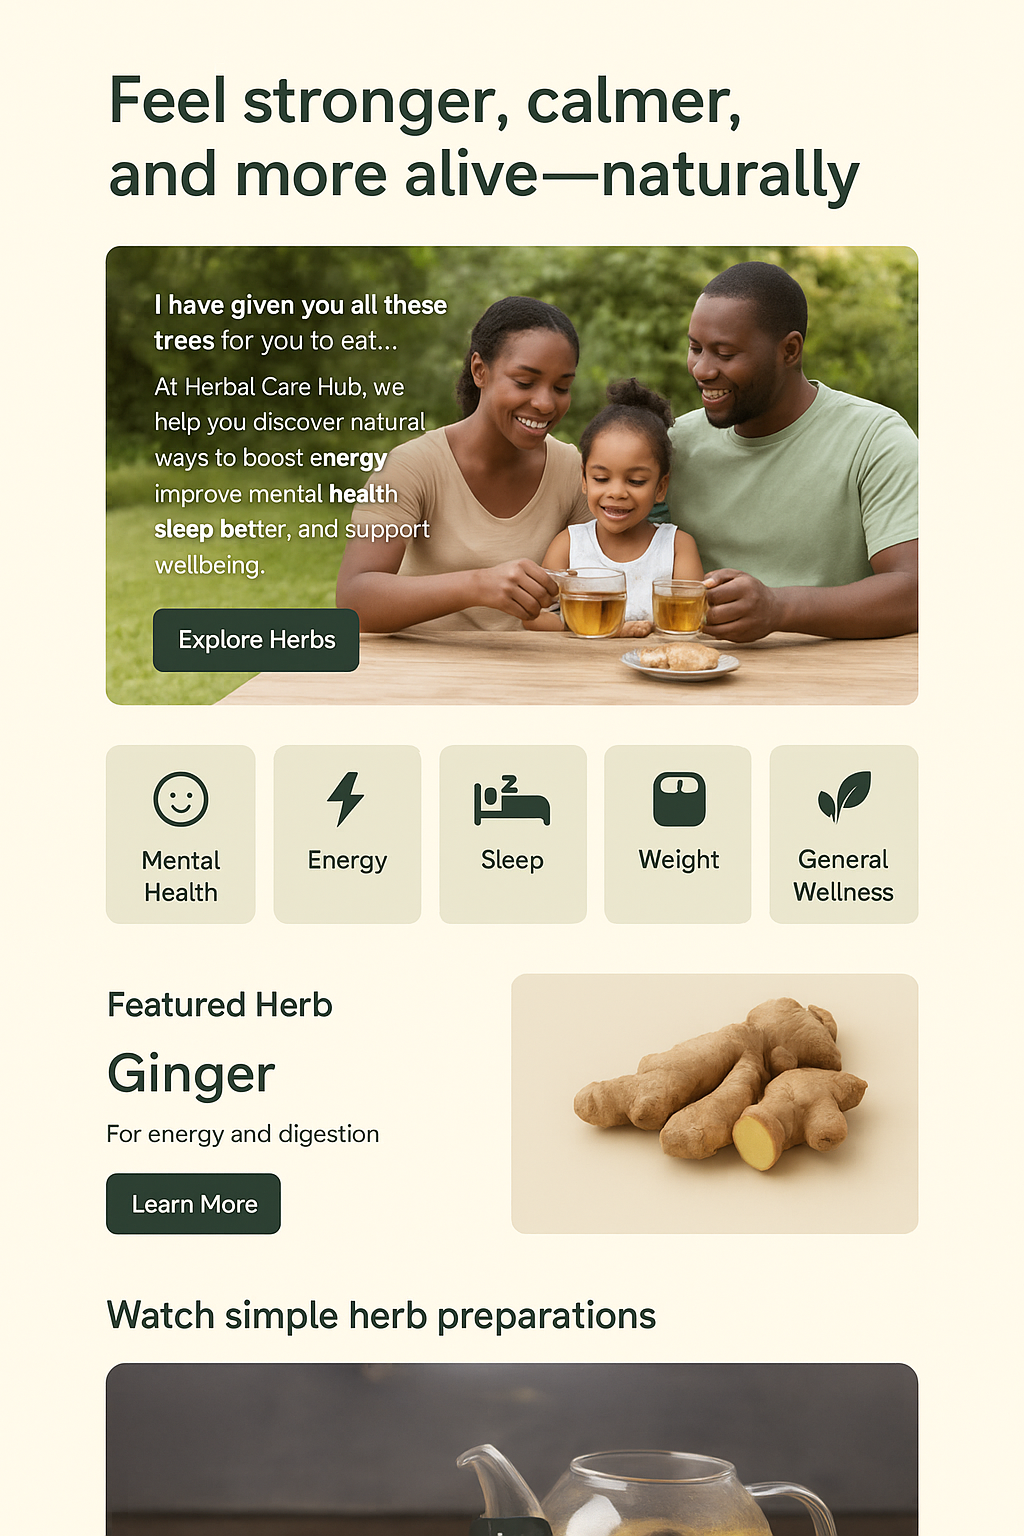 Feel stronger, calmer,
and more alive—naturally
I have given you all these
trees for you to eat...
At Herbal Care Hub, we
help you discover natural
ways to boost energy
improve mental health
sleep better, and support
wellbeing.
Explore Herbs
Mental
Health
Energy
Sleep
Weight
General
Wellness
Featured Herb
Ginger
For energy and digestion
Learn More
Watch simple herb preparations